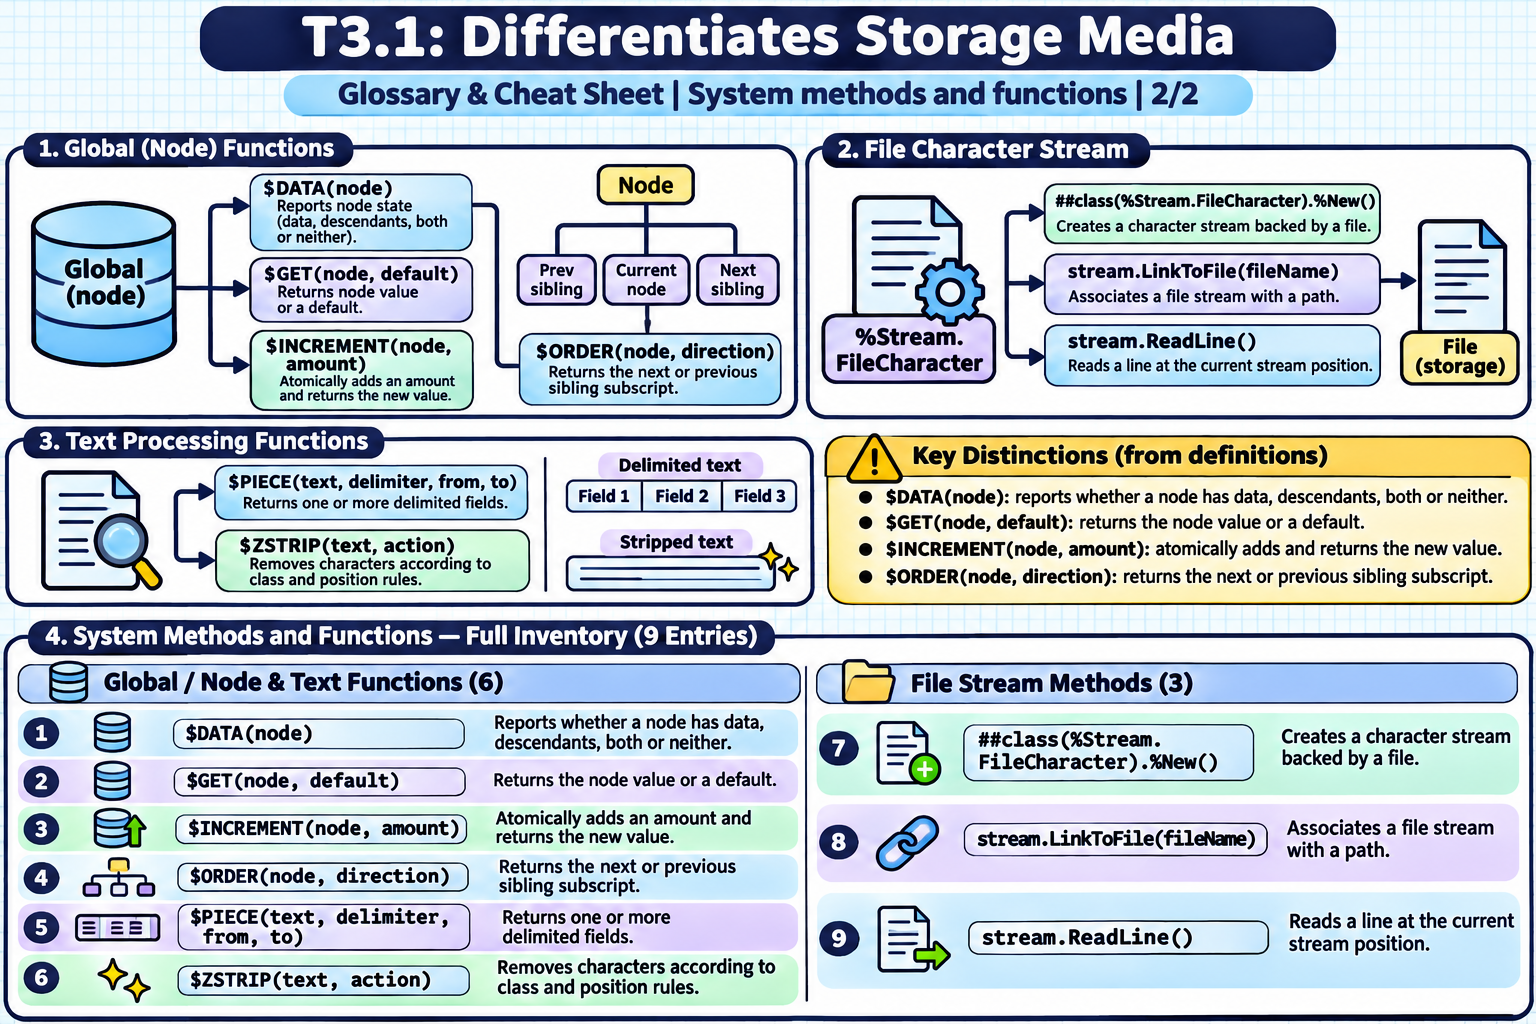 T3.1: Differentiates Storage Media
Glossary & Cheat Sheet | System methods and functions | 2/2
1. Global (Node) Functions
Global
(node)
$DATA(node)
Reports node state
(data, descendants, both
or neither).
$GET(node, default)
Returns node value
or a default.
$INCREMENT(node,
amount)
Atomically adds an amount
and returns the new value.
Node
Prev
sibling
Current
node
Next
sibling
$ORDER(node, direction)
Returns the next or previous
sibling subscript.
2. File Character Stream
%Stream.
FileCharacter
##class(%Stream.FileCharacter).%New()
Creates a character stream backed by a file.
stream.LinkToFile(fileName)
Associates a file stream with a path.
stream.ReadLine()
Reads a line at the current stream position.
File
(storage)
3. Text Processing Functions
$PIECE(text, delimiter, from, to)
Returns one or more delimited fields.
$ZSTRIP(text, action)
Removes characters according to
class and position rules.
Delimited text
Field 1 Field 2 Field 3
Stripped text
Key Distinctions (from definitions)
● $DATA(node): reports whether a node has data, descendants, both or neither.
● $GET(node, default): returns the node value or a default.
● $INCREMENT(node, amount): atomically adds and returns the new value.
● $ORDER(node, direction): returns the next or previous sibling subscript.
4. System Methods and Functions — Full Inventory (9 Entries)
Global / Node & Text Functions (6)
1 $DATA(node)
Reports whether a node has data,
descendants, both or neither.
2 $GET(node, default)
Returns the node value or a default.
3 $INCREMENT(node, amount)
Atomically adds an amount and
returns the new value.
4 $ORDER(node, direction)
Returns the next or previous
sibling subscript.
5 $PIECE(text, delimiter,
from, to)
Returns one or more
delimited fields.
6 $ZSTRIP(text, action)
Removes characters according to
class and position rules.
File Stream Methods (3)
7 ##class(%Stream.
FileCharacter).%New()
Creates a character stream
backed by a file.
8 stream.LinkToFile(fileName)
Associates a file stream
with a path.
9 stream.ReadLine()
Reads a line at the current
stream position.